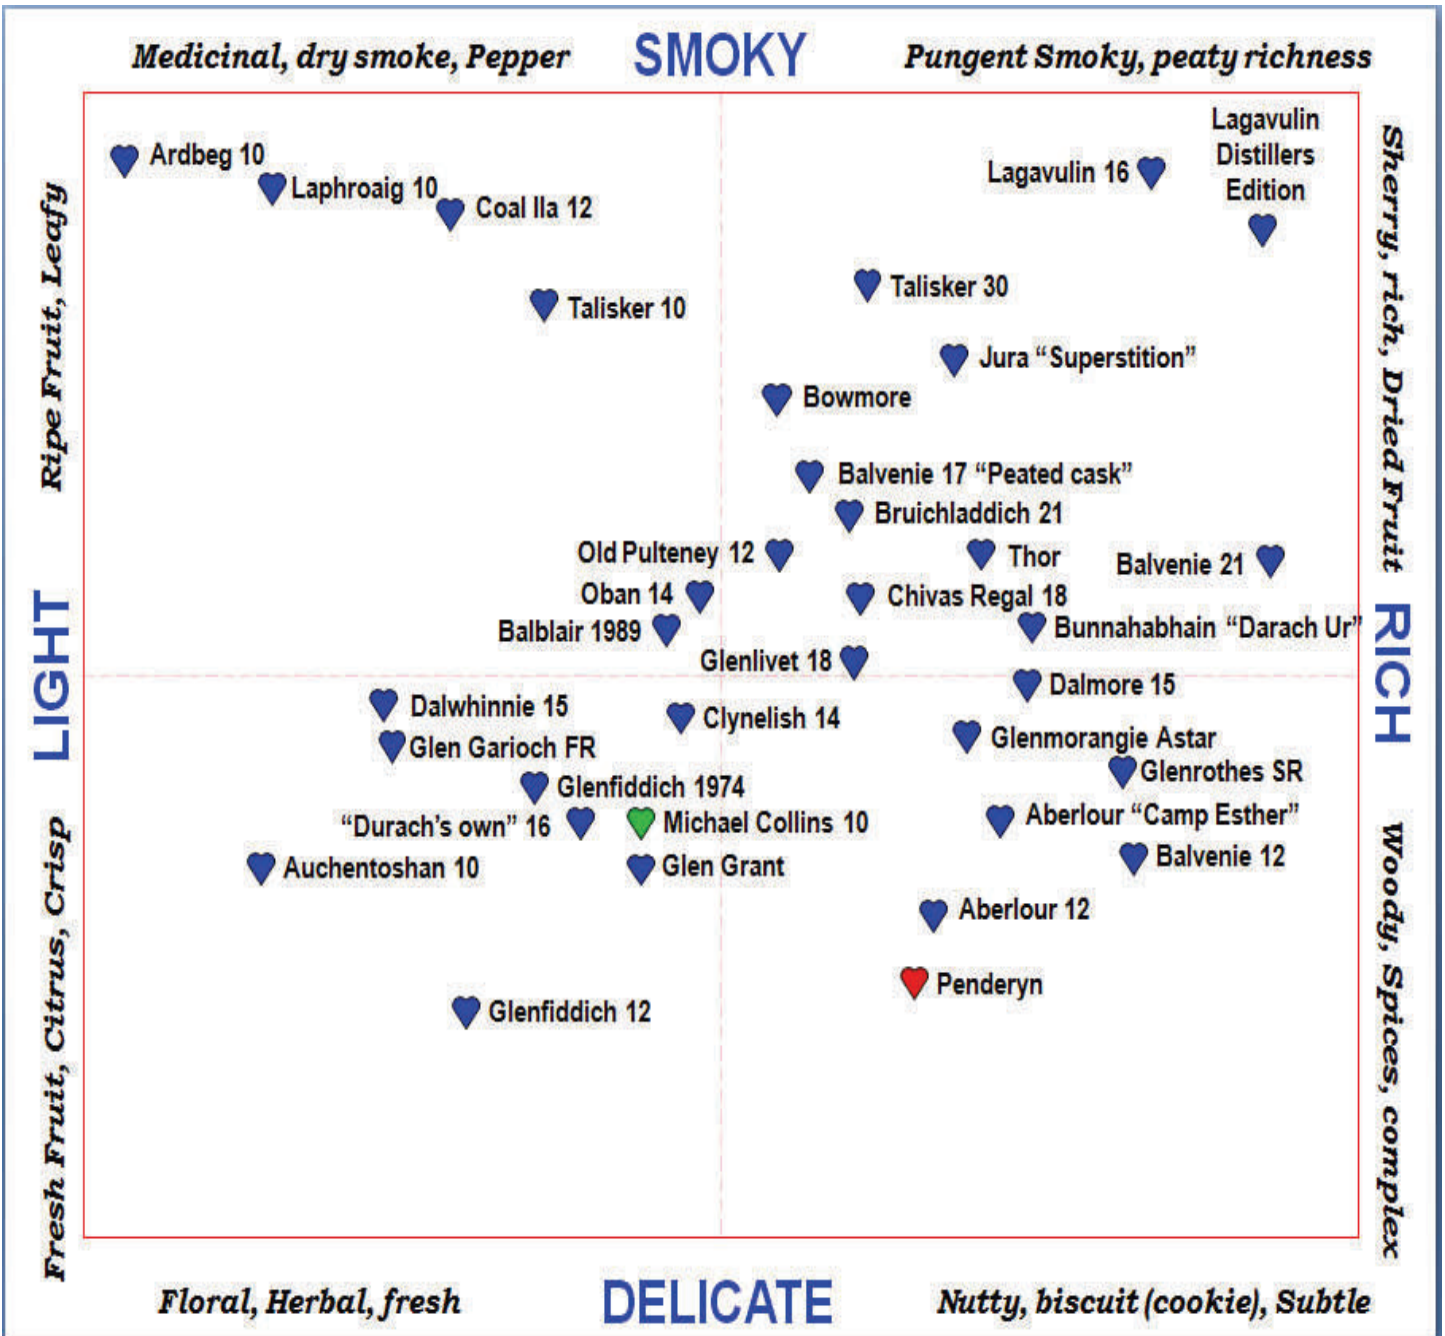 SMOKY
Medicinal, dry smoke, Pepper
Pungent Smoky, peaty richness
Ripe Fruit, Leafy
Sherry, rich, Dried Fruit
Lagavulin
Distillers
Edition
Ardbeg 10
Laphroaig 10
Lagavulin 16
Coal Ila 12
Talisker 30
Talisker 10
Jura “Superstition”
Bowmore
Balvenie 17 “Peated cask”
Bruichladdich 21
Old Pulteney 12
Thor
Balvenie 21
Oban 14
Chivas Regal 18
Balblair 1989
Bunnahabhain “Darach Ur”
Glenlivet 18
LIGHT
RICH
Dalmore 15
Dalwhinnie 15
Clynelish 14
Glen Garioch FR
Glenmorangie Astar
Glenrothes SR
Glenfiddich 1974
“Durach’s own” 16
Michael Collins 10
Aberlour “Camp Esther”
Auchentoshan 10
Glen Grant
Balvenie 12
Aberlour 12
Penderyn
Glenfiddich 12
Fresh Fruit, Citrus, Crisp
Woody, Spices, complex
Floral, Herbal, fresh
DELICATE
Nutty, biscuit (cookie), Subtle